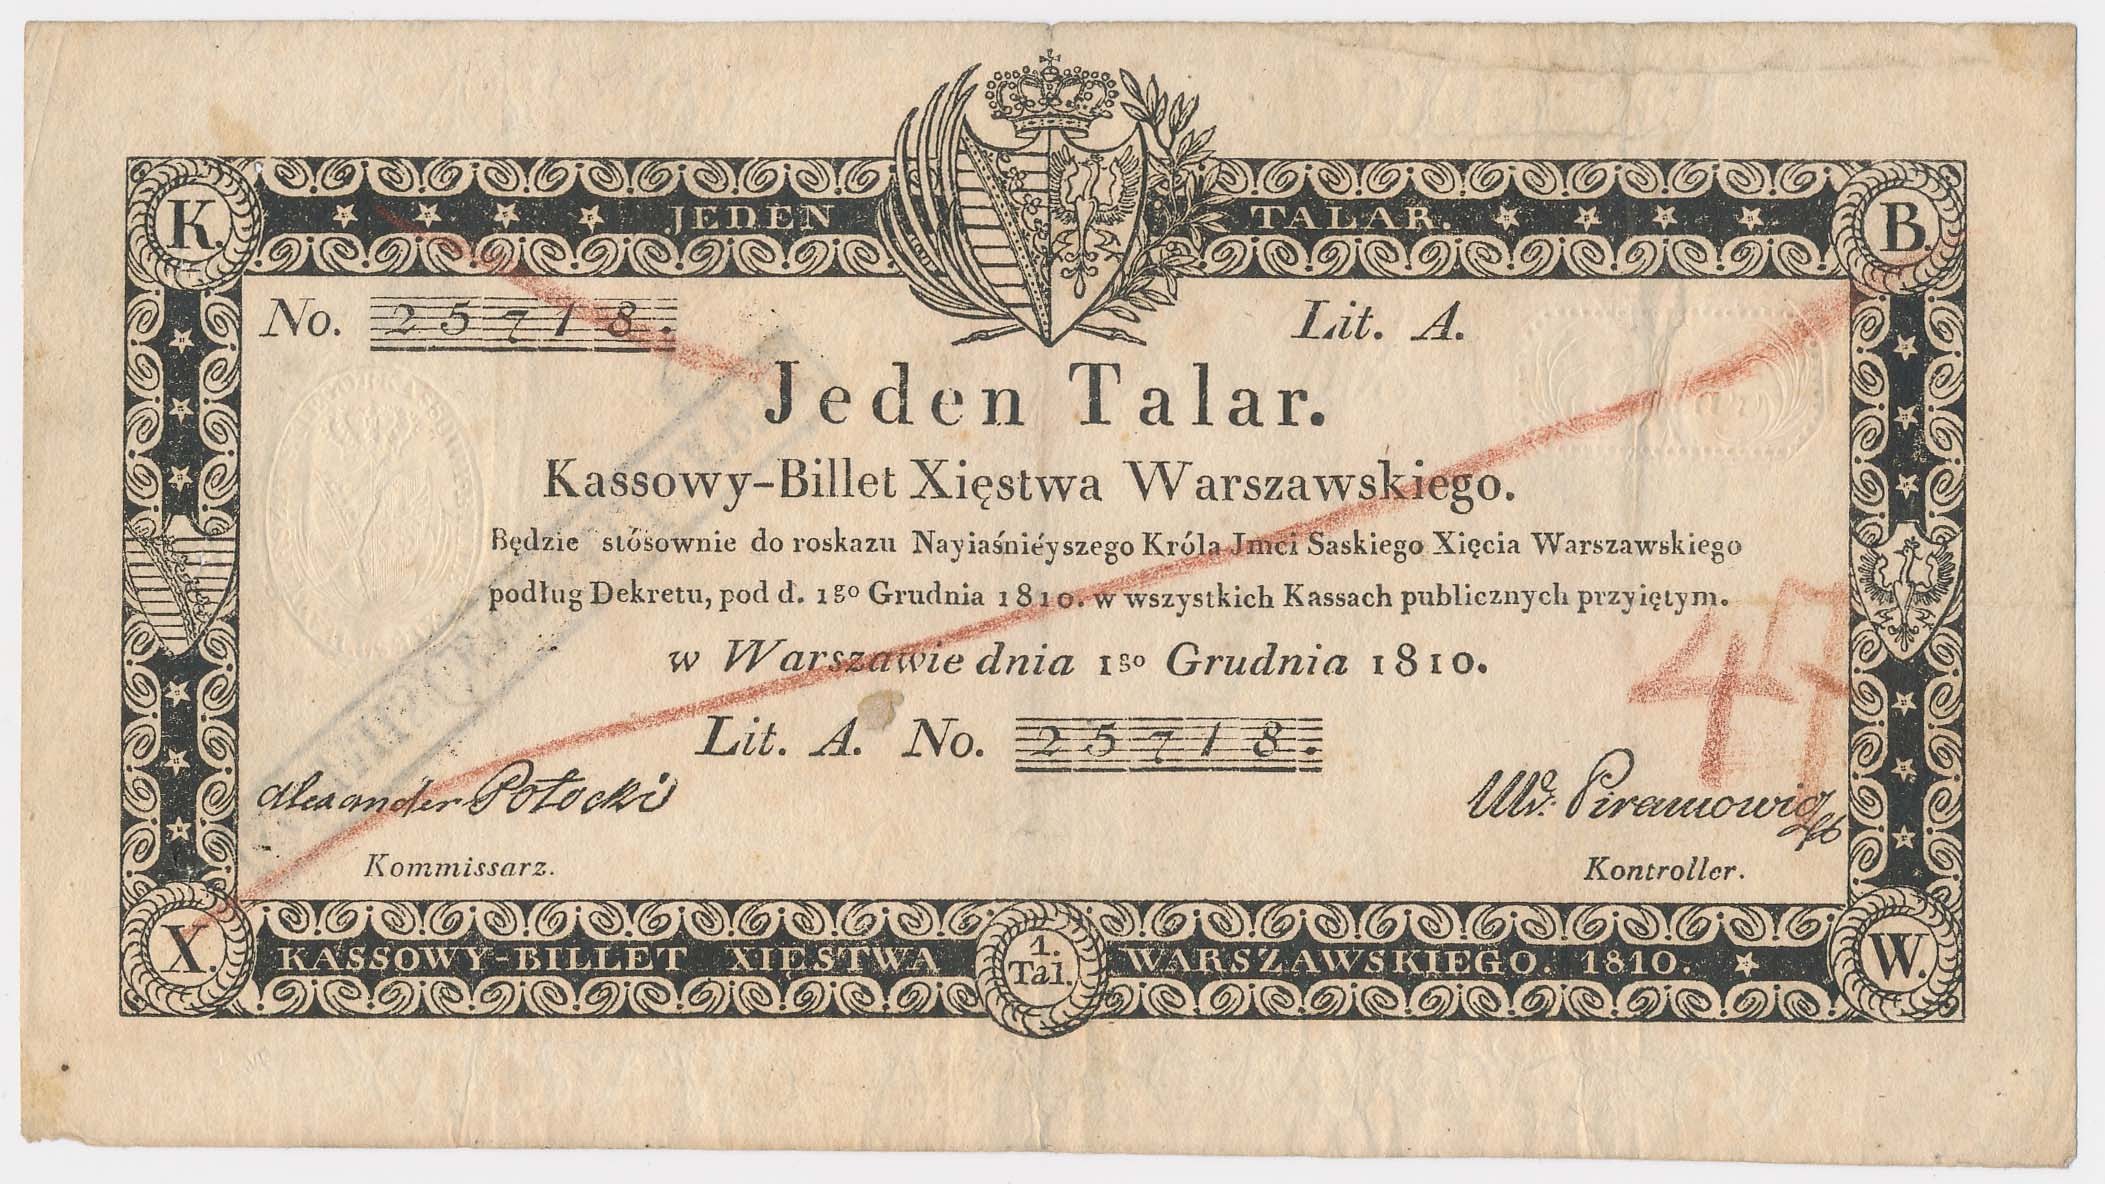 K.
JEDEN TALAR.
B.
No. 25718.
Lit. A.
Jeden Talar.
Kassowy-Billet Xięstwa Warszawskiego.
Będzie stósownie do roskazu Nayiaśniéyszego Króla Jmci Saskiego Xięcia Warszawskiego
podług Dekretu, pod d. 1go Grudnia 1810. w wszystkich Kassach publicznych przyiętym.
w Warszawie dnia 1go Grudnia 1810.
47
Lit. A. No. 25718.
Alexander Potocki
Kommissarz.
Kontroller.
X.
KASSOWY-BILLET XIĘSTWA
1.
Tal.
WARSZAWSKIEGO. 1810.
W.